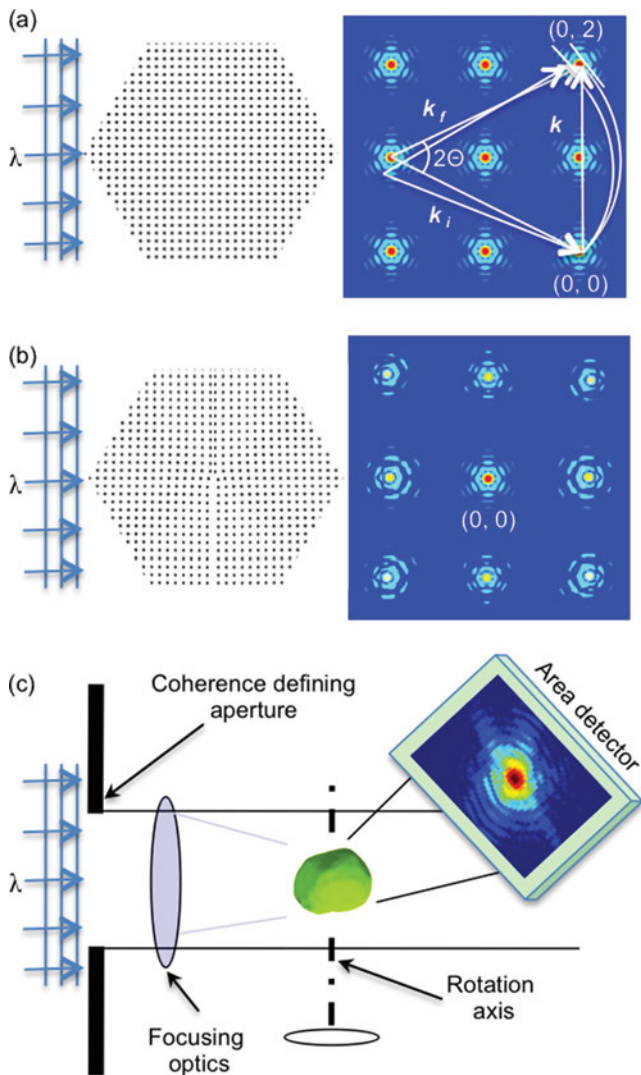 (a)
λ
(0, 2)
k_f
k
2Θ
k_i
(0, 0)
(b)
λ
(0, 0)
(c)
Coherence defining
aperture
Area detector
λ
Rotation
axis
Focusing
optics